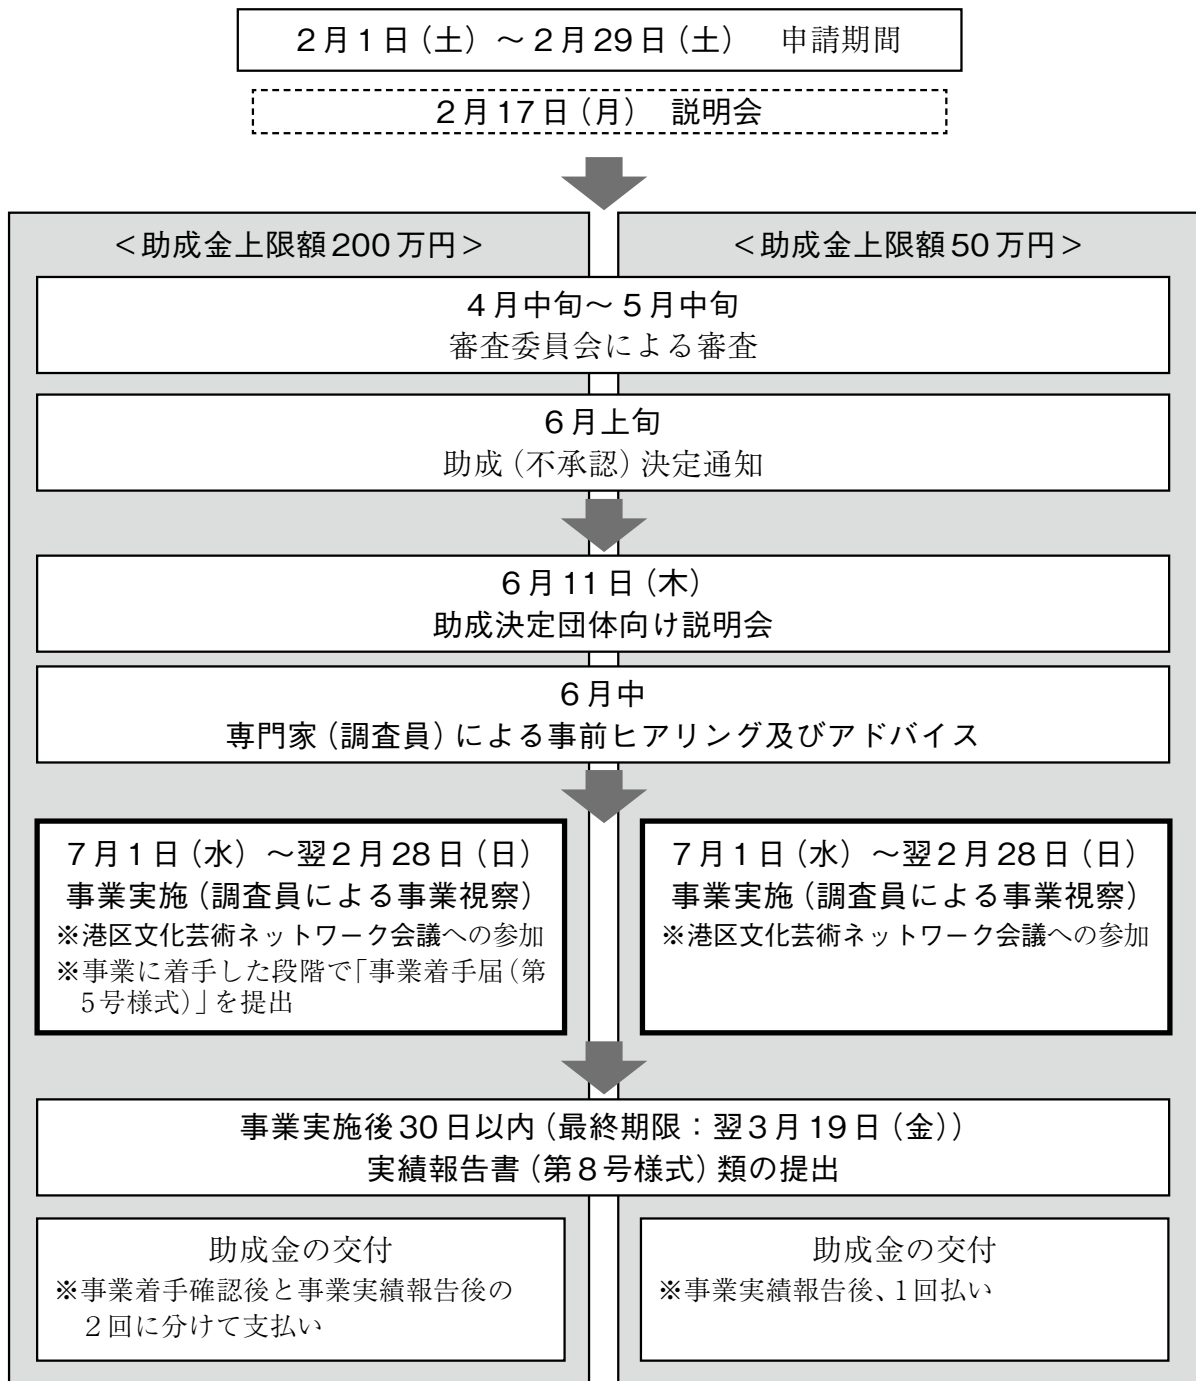 2月1日(土)～2月29日(土)　申請期間
2月17日(月)　説明会
＜助成金上限額200万円＞
＜助成金上限額50万円＞
4月中旬～5月中旬
審査委員会による審査
6月上旬
助成(不承認)決定通知
6月11日(木)
助成決定団体向け説明会
6月中
専門家(調査員)による事前ヒアリング及びアドバイス
7月1日(水)～翌2月28日(日)
事業実施(調査員による事業視察)
※港区文化芸術ネットワーク会議への参加
※事業に着手した段階で「事業着手届(第
5号様式)」を提出
7月1日(水)～翌2月28日(日)
事業実施(調査員による事業視察)
※港区文化芸術ネットワーク会議への参加
事業実施後30日以内(最終期限：翌3月19日(金))
実績報告書(第8号様式)類の提出
助成金の交付
※事業着手確認後と事業実績報告後の
2回に分けて支払い
助成金の交付
※事業実績報告後、1回払い